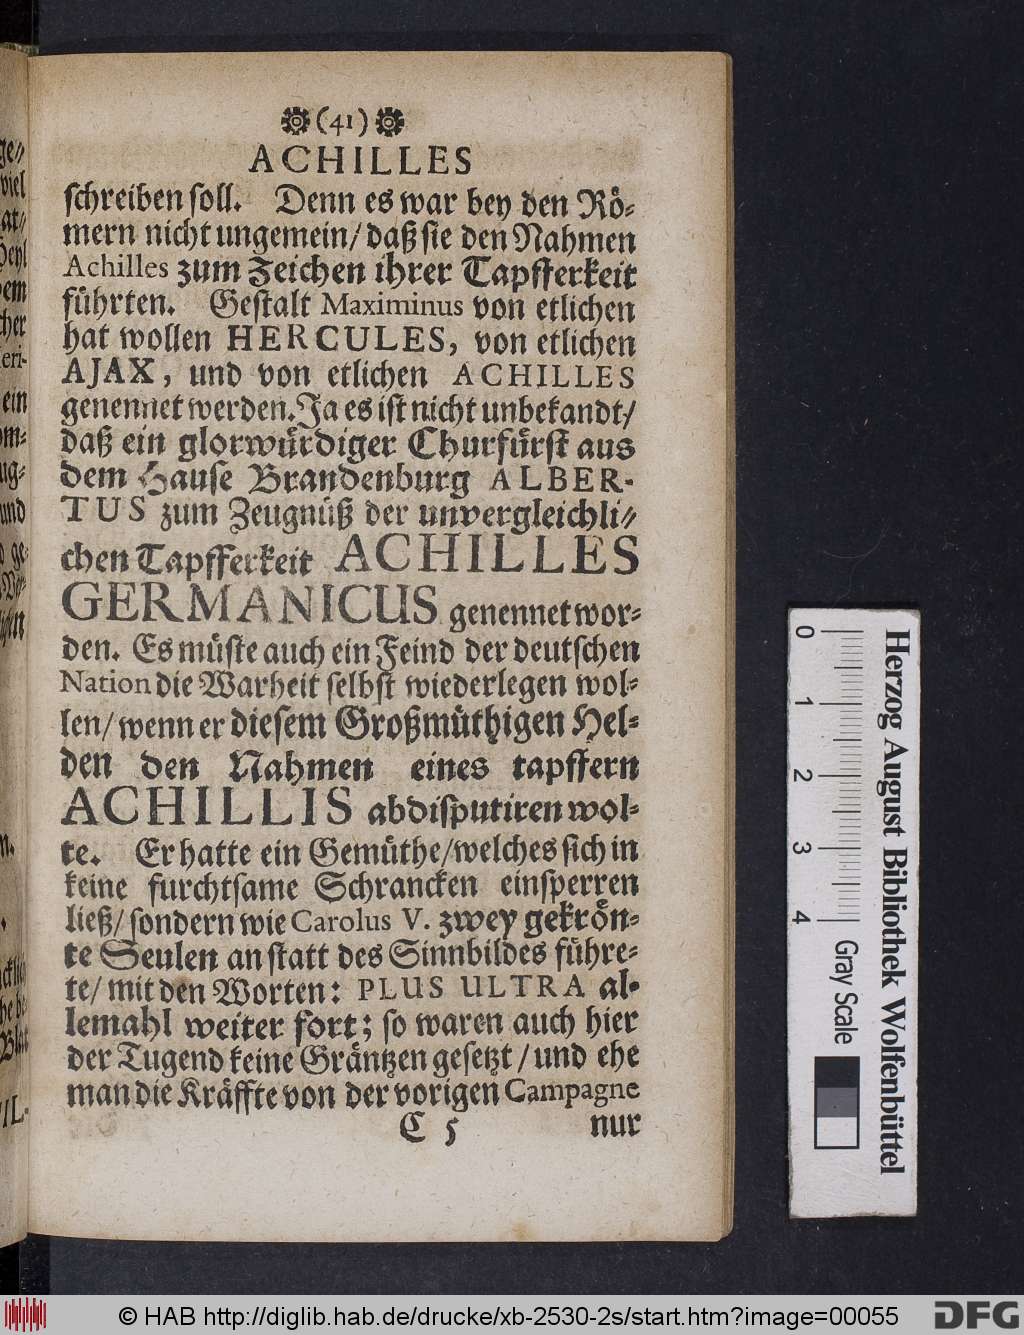 (41)
ACHILLES
schreiben soll. Denn es war bey den Rö-
mern nicht ungemein/ daß sie den Nahmen
Achilles zum Zeichen ihrer Tapfferkeit
führten. Gestalt Maximinus von etlichen
hat wollen HERCULES, von etlichen
AJAX, und von etlichen ACHILLES
genennet werden. Ja es ist nicht unbekandt/
daß ein glorwürdiger Churfürst aus
dem Hause Brandenburg ALBER-
TUS zum Zeugnüß der unvergleichli-
chen Tapfferkeit ACHILLES
GERMANICUS genennet wor-
den. Es müste auch ein Feind der deutschen
Nation die Warheit selbst wiederlegen wol-
len/ wenn er diesem Großmüthigen Hel-
den den Nahmen eines tapffern
ACHILLIS abdisputiren wol-
te. Er hatte ein Gemüthe/ welches sich in
keine furchtsame Schrancken einsperren
ließ/ sondern wie Carolus V. zwey gekrön-
te Seulen an statt des Sinnbildes führe-
te/ mit den Worten: PLUS ULTRA al-
lemahl weiter fort; so waren auch hier
der Tugend keine Gräntzen gesetzt/ und ehe
man die Kräffte von der vorigen Campagne
C 5 nur
Herzog August Bibliothek Wolfenbüttel
0 1 2 3 4 Gray Scale
© HAB http://diglib.hab.de/drucke/xb-2530-2s/start.htm?image=00055
DFG